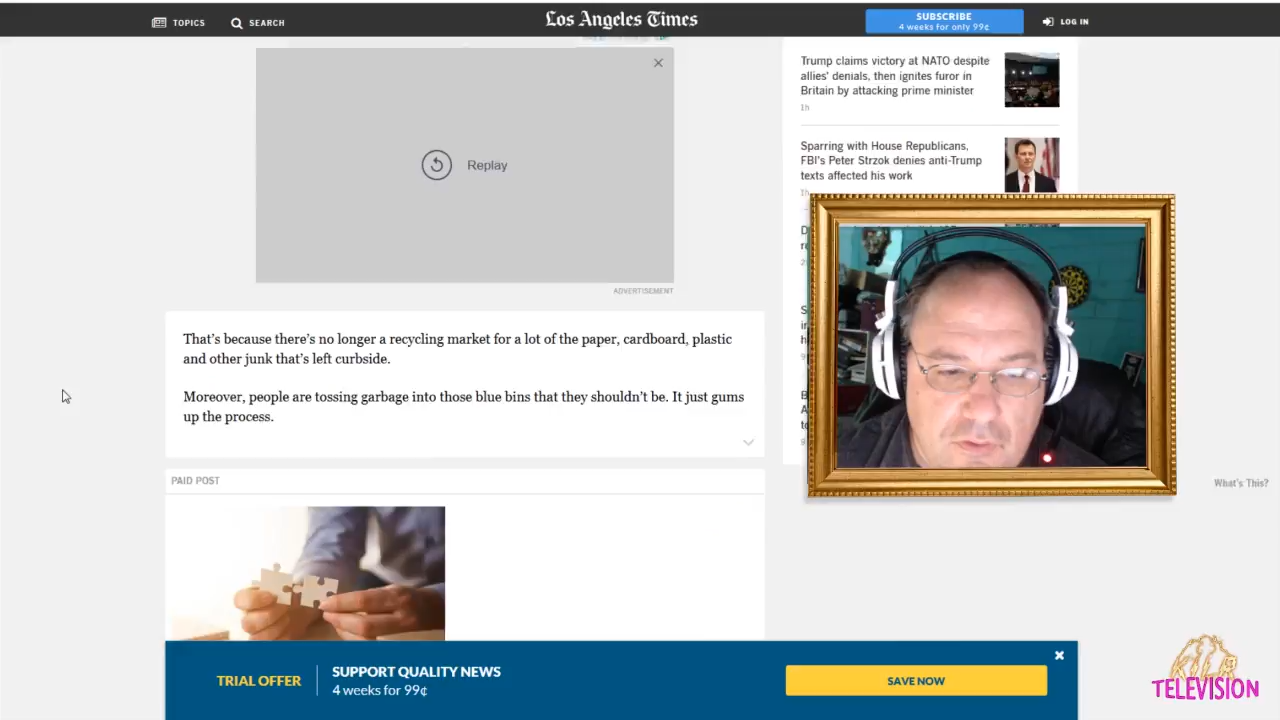 TOPICS
SEARCH
Los Angeles Times
SUBSCRIBE
4 weeks for only 99¢
LOG IN
Replay
ADVERTISEMENT
That's because there's no longer a recycling market for a lot of the paper, cardboard, plastic
and other junk that's left curbside.
Moreover, people are tossing garbage into those blue bins that they shouldn't be. It just gums
up the process.
PAID POST
Trump claims victory at NATO despite
allies' denials, then ignites furor in
Britain by attacking prime minister
1h
Sparring with House Republicans,
FBI's Peter Strzok denies anti-Trump
texts affected his work
1h
What's This?
TRIAL OFFER
SUPPORT QUALITY NEWS
4 weeks for 99¢
SAVE NOW
KILR
TELEVISION